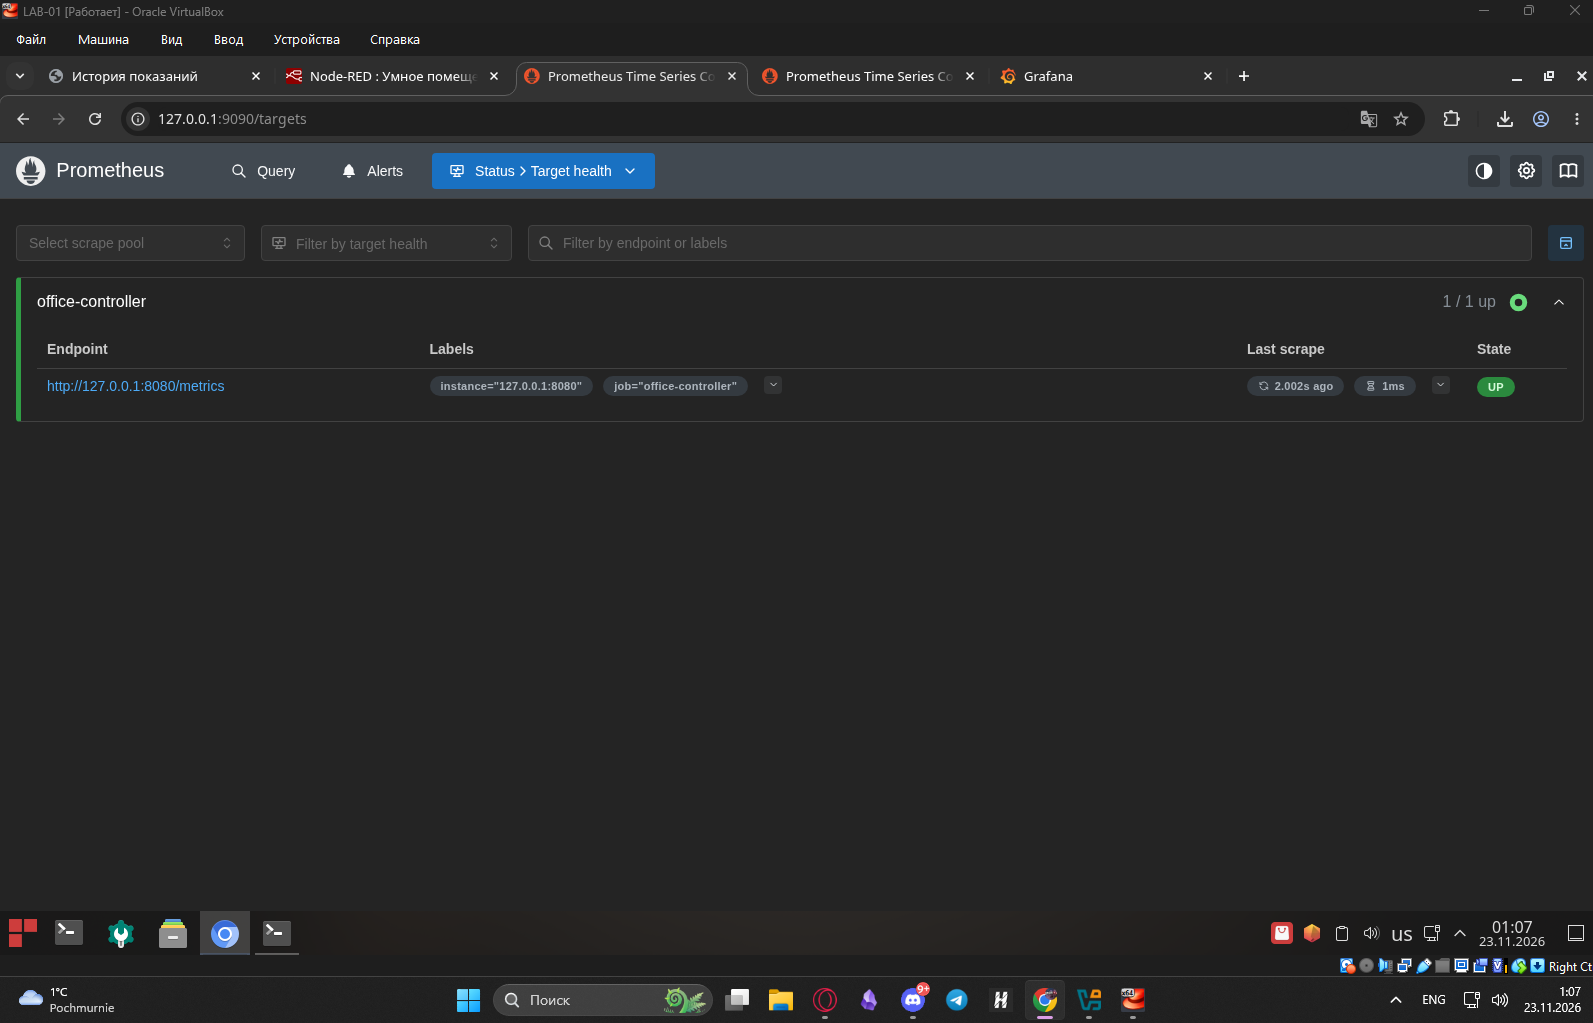 LAB-01 [Работает] - Oracle VirtualBox
Файл Машина Вид Ввод Устройства Справка
История показаний
Node-RED : Умное помеще
Prometheus Time Series Co
Prometheus Time Series Co
Grafana
127.0.0.1:9090/targets
Prometheus
Query
Alerts
Status > Target health
Select scrape pool
Filter by target health
Filter by endpoint or labels
office-controller
1 / 1 up
Endpoint Labels Last scrape State
http://127.0.0.1:8080/metrics instance="127.0.0.1:8080" job="office-controller" 2.002s ago 1ms UP
us
01:07
23.11.2026
Right Ct
1°C
Pochmurnie
Поиск
9+
ENG
1:07
23.11.2026